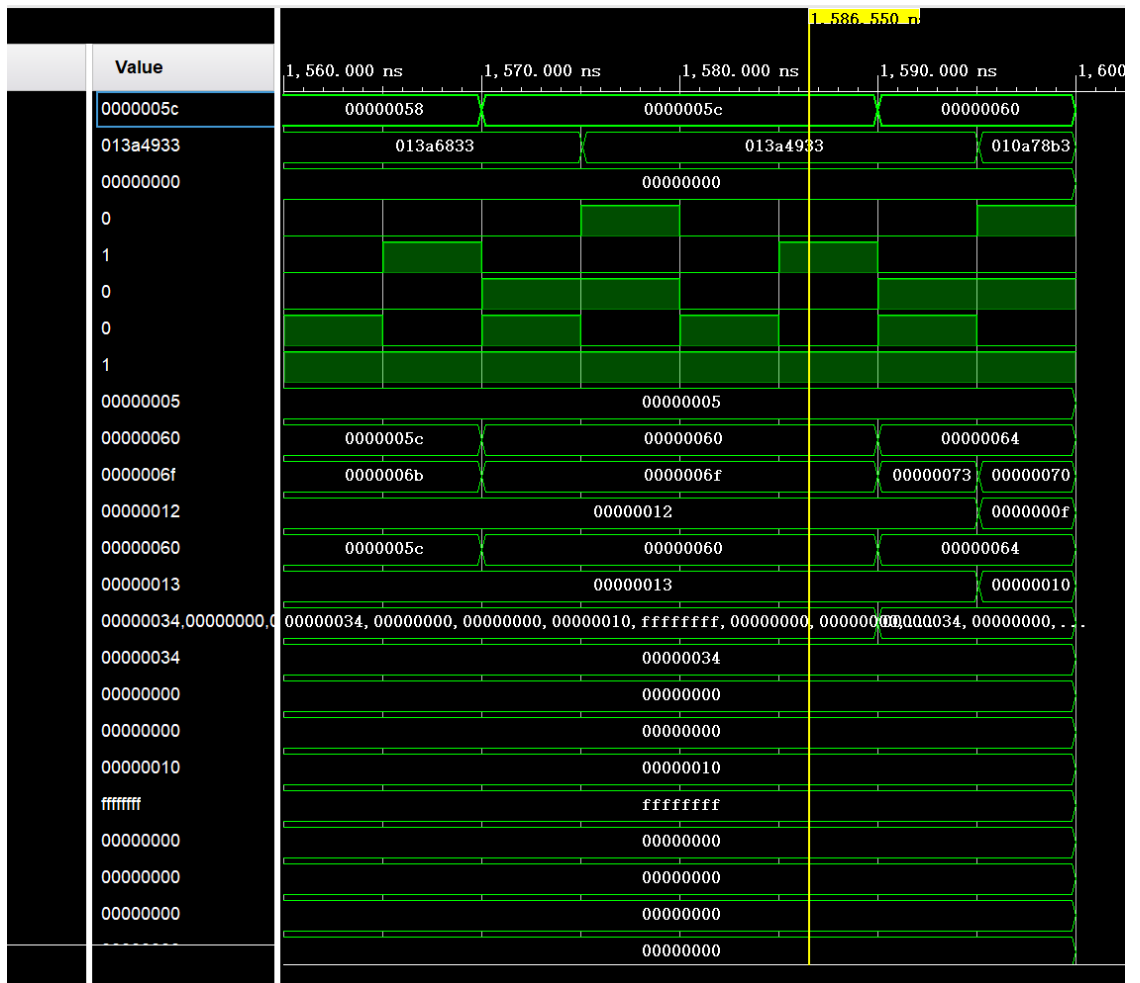 1,586.550 n
Value
1,560.000 ns 1,570.000 ns 1,580.000 ns 1,590.000 ns 1,600
0000005c 00000058 0000005c 00000060
013a4933 013a6833 013a4933 010a78b3
00000000 00000000
0
1
0
0
1
00000005 00000005
00000060 0000005c 00000060 00000064
0000006f 0000006b 0000006f 00000073 00000070
00000012 00000012 0000000f
00000060 0000005c 00000060 00000064
00000013 00000013 00000010
00000034,00000000,0 00000034,00000000,00000000,00000010,ffffffff,00000000, 034,00000000,...
00000034 00000034
00000000 00000000
00000000 00000000
00000010 00000010
ffffffff ffffffff
00000000 00000000
00000000 00000000
00000000 00000000
00000000